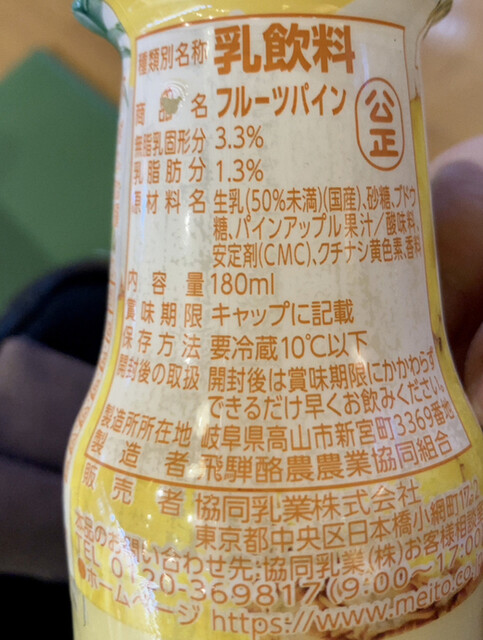 種類別名称 乳飲料
商品名 フルーツパイン
公正
無脂乳固形分 3.3%
乳脂肪分 1.3%
原材料名 生乳(50%未満)(国産)、砂糖、ブドウ
糖、パインアップル果汁/酸味料、
安定剤(CMC)、クチナシ黄色素、香料
内容量 180ml
賞味期限 キャップに記載
保存方法 要冷蔵10℃以下
開封後の取扱 開封後は賞味期限にかかわらず
できるだけ早くお飲みください。
製造所所在地 岐阜県高山市新宮町3369番地
製造者 飛騨酪農農業協同組合
販売者 協同乳業株式会社
東京都中央区日本橋小網町17-2
本品のお問い合わせ先:協同乳業(株)お客様相談
TEL 0120-369817(9:00〜17:00
●ホームページ https://www.meito.co